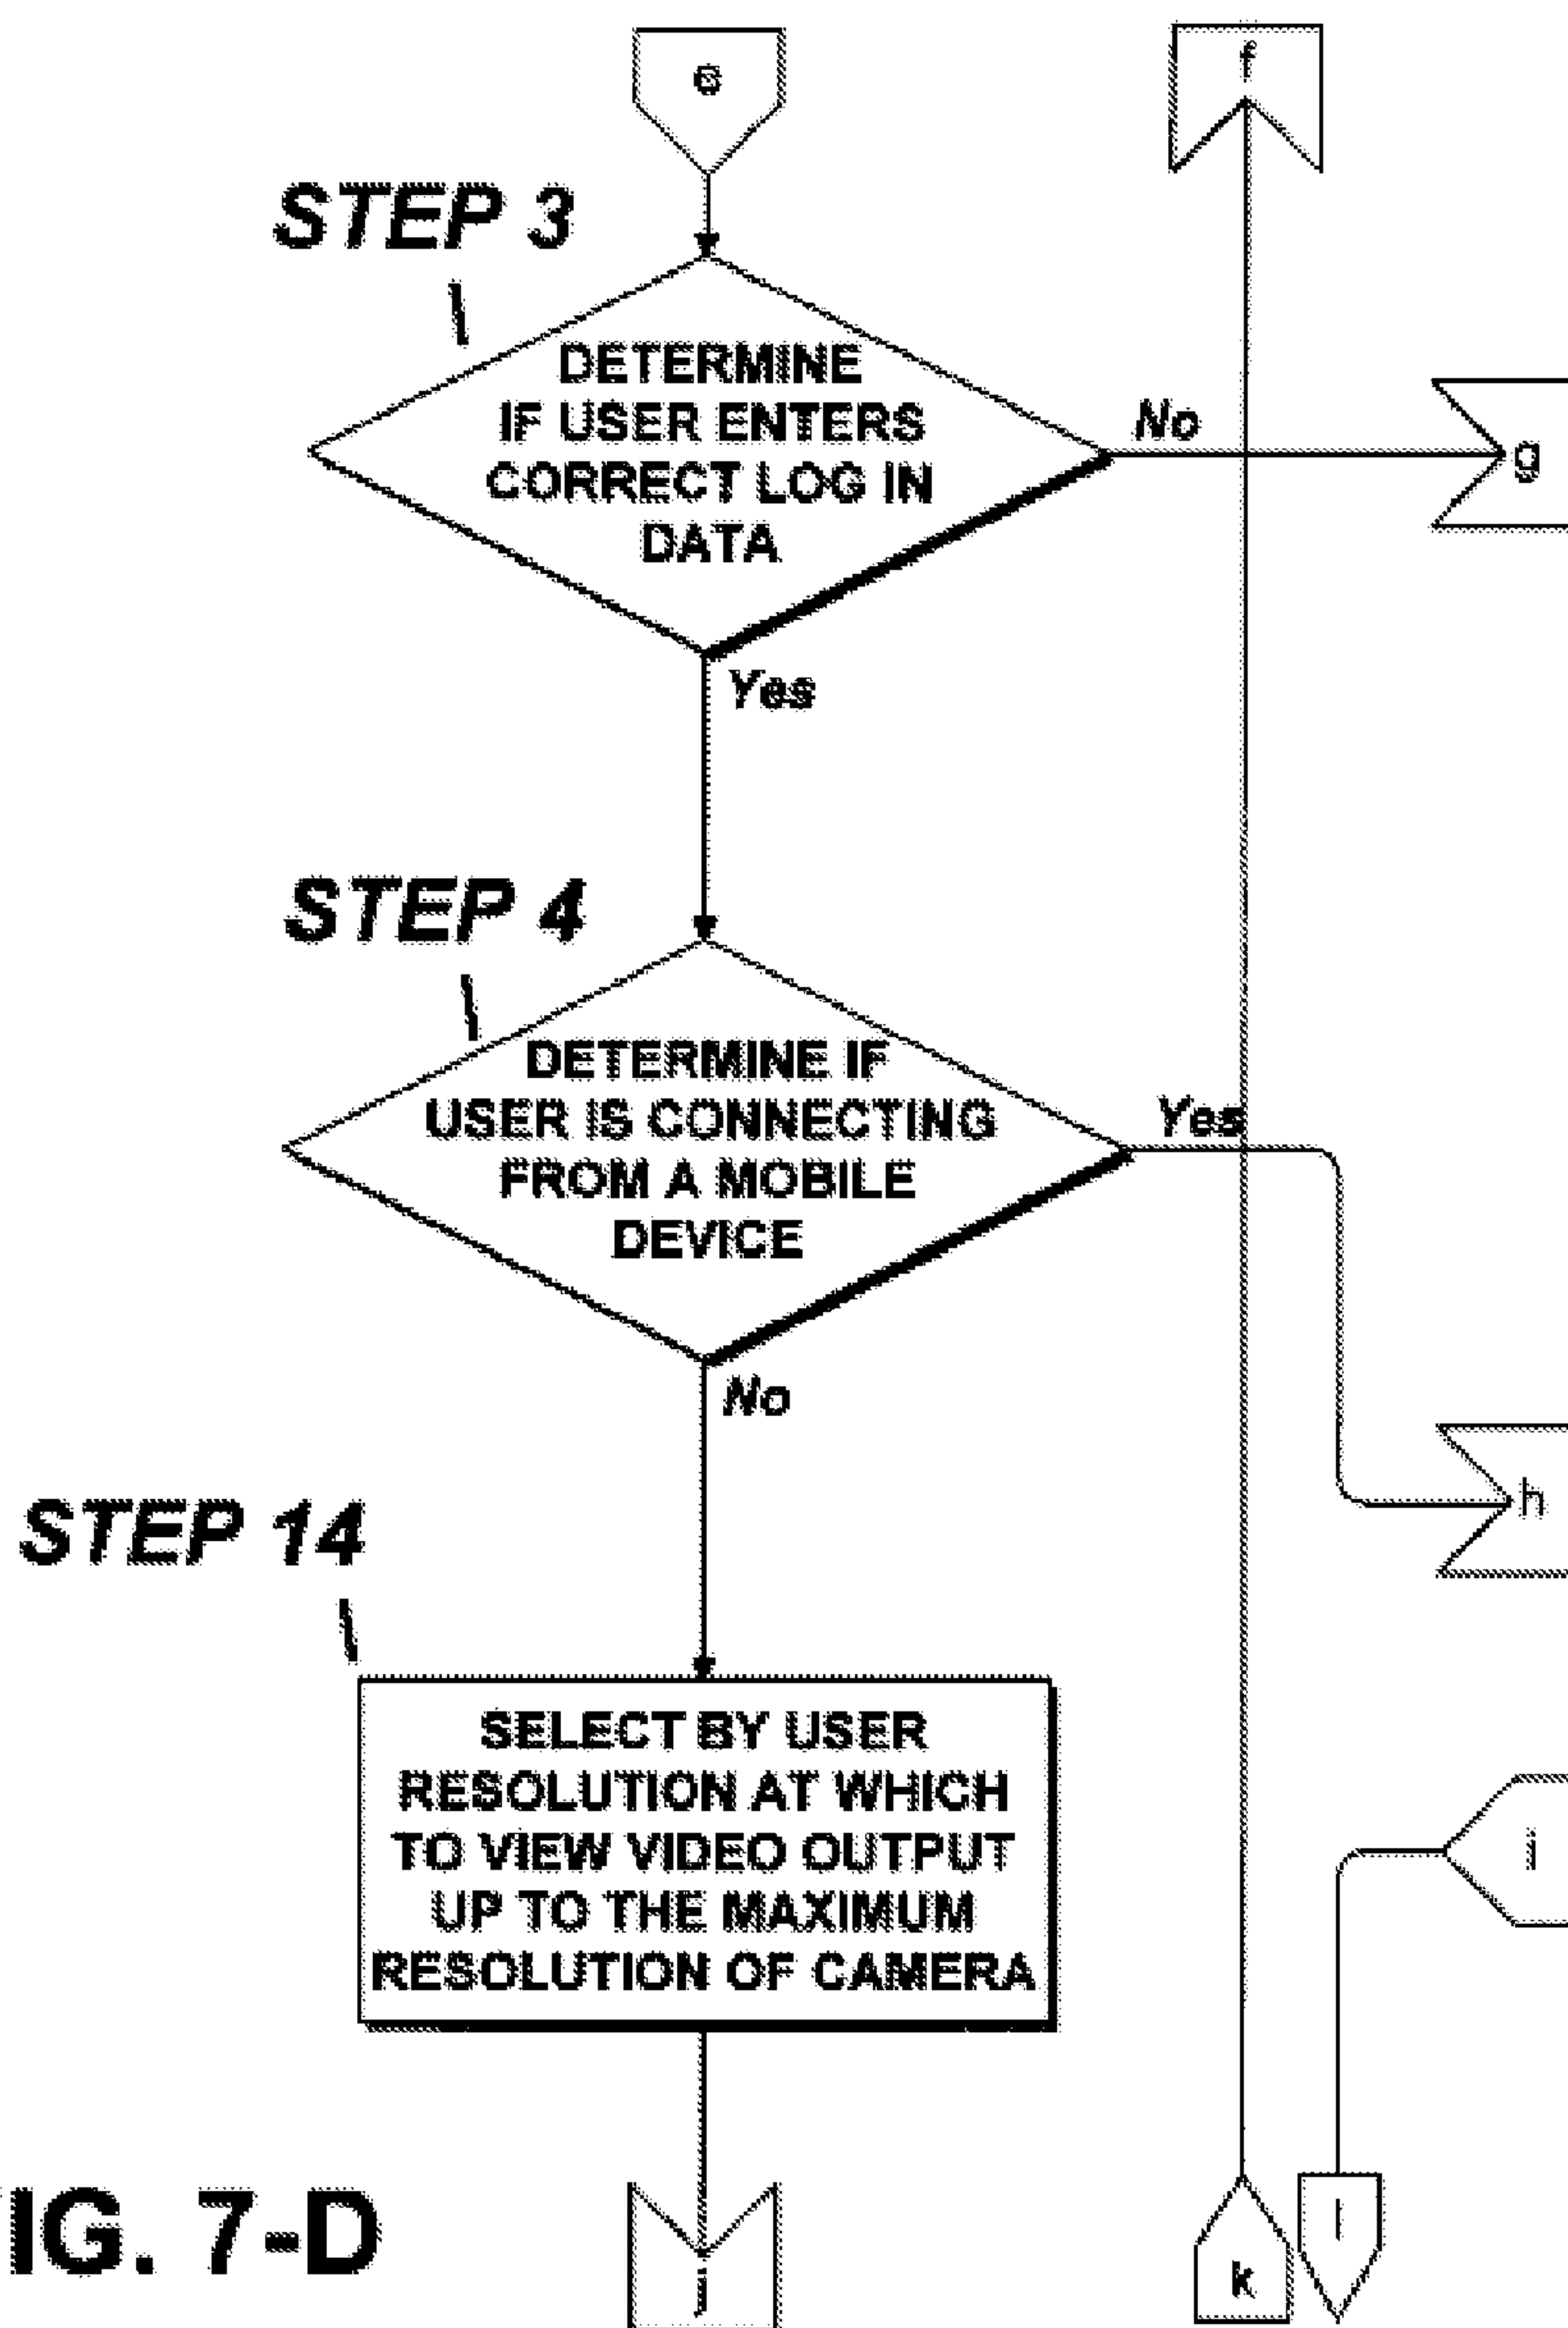 e
f
STEP 3
DETERMINE
IF USER ENTERS
CORRECT LOG IN
DATA
No
g
Yes
STEP 4
DETERMINE IF
USER IS CONNECTING
FROM A MOBILE
DEVICE
Yes
h
No
STEP 14
SELECT BY USER
RESOLUTION AT WHICH
TO VIEW VIDEO OUTPUT
UP TO THE MAXIMUM
RESOLUTION OF CAMERA
i
IG. 7-D
j
k
l